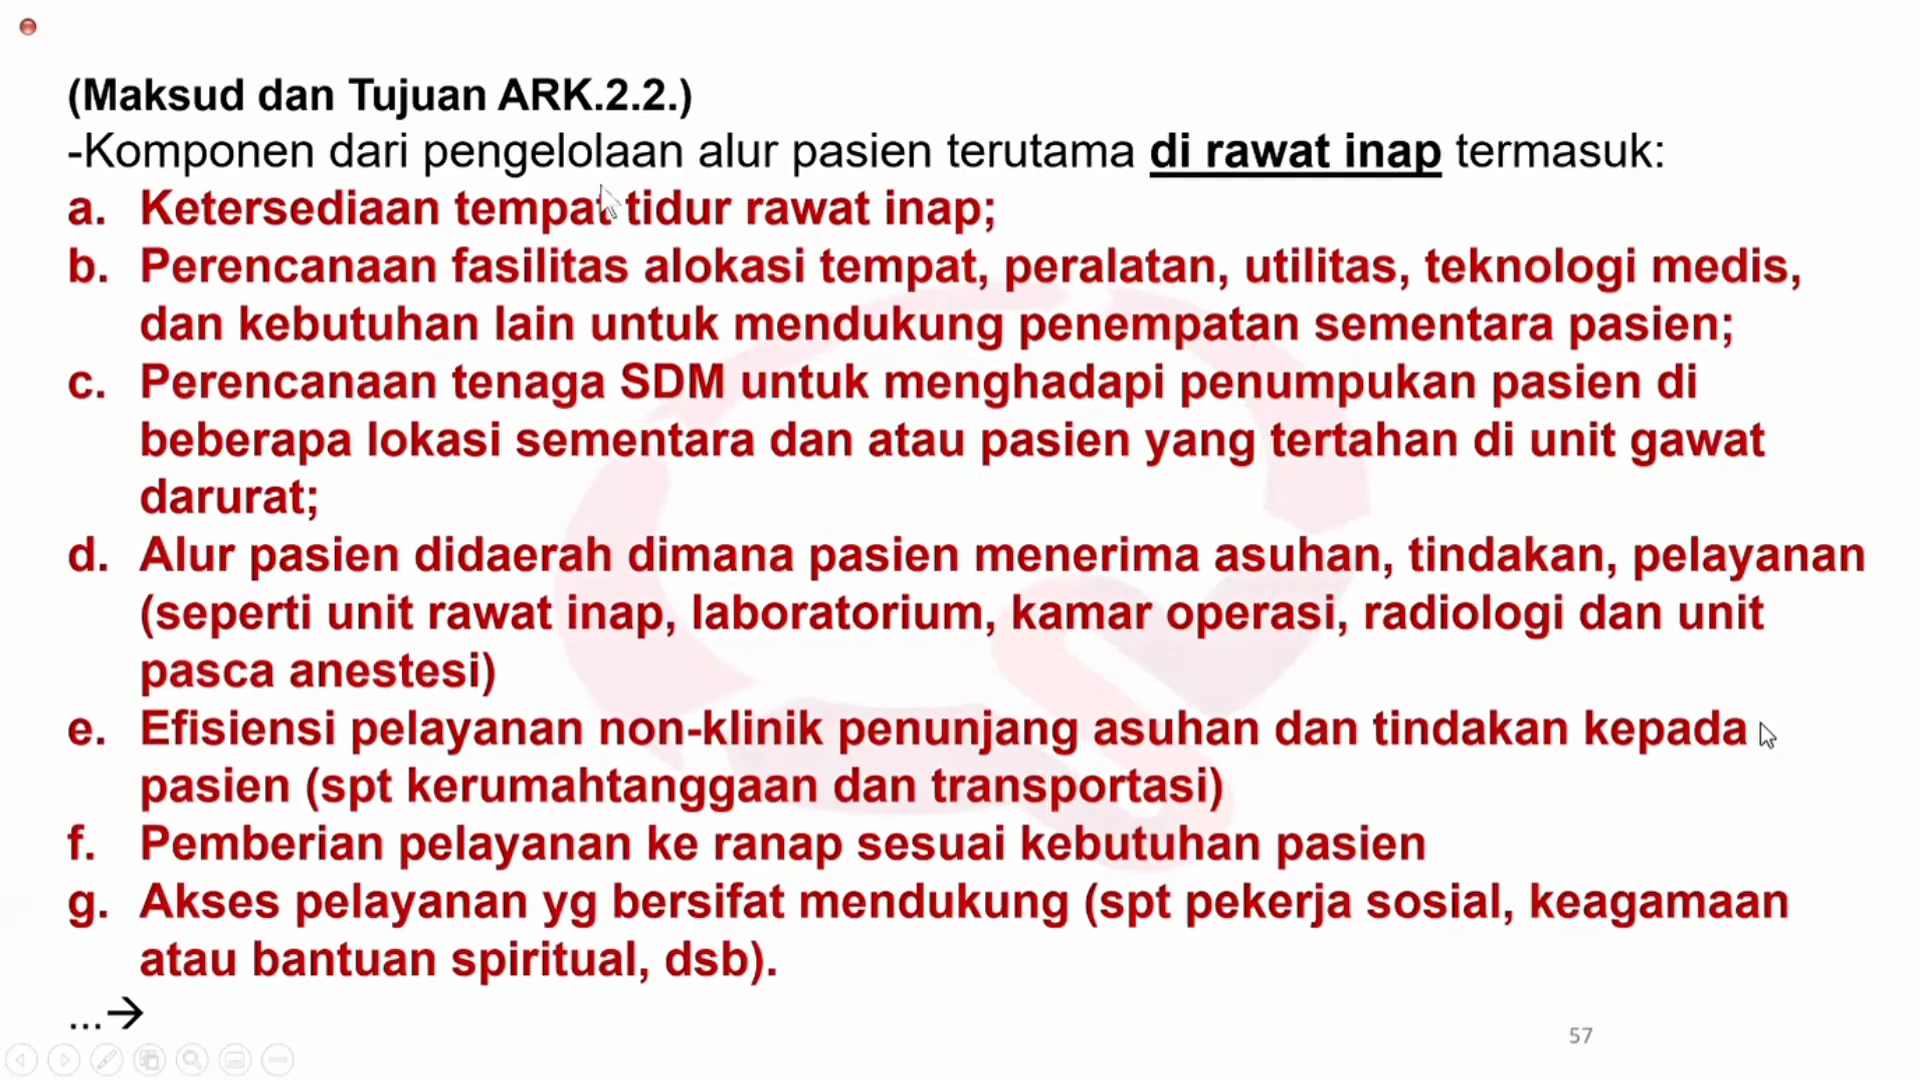 (Maksud dan Tujuan ARK.2.2.)
-Komponen dari pengelolaan alur pasien terutama di rawat inap termasuk:
a. Ketersediaan tempat tidur rawat inap;
b. Perencanaan fasilitas alokasi tempat, peralatan, utilitas, teknologi medis,
dan kebutuhan lain untuk mendukung penempatan sementara pasien;
c. Perencanaan tenaga SDM untuk menghadapi penumpukan pasien di
beberapa lokasi sementara dan atau pasien yang tertahan di unit gawat
darurat;
d. Alur pasien didaerah dimana pasien menerima asuhan, tindakan, pelayanan
(seperti unit rawat inap, laboratorium, kamar operasi, radiologi dan unit
pasca anestesi)
e. Efisiensi pelayanan non-klinik penunjang asuhan dan tindakan kepada
pasien (spt kerumahtanggaan dan transportasi)
f. Pemberian pelayanan ke ranap sesuai kebutuhan pasien
g. Akses pelayanan yg bersifat mendukung (spt pekerja sosial, keagamaan
atau bantuan spiritual, dsb).
...→
57